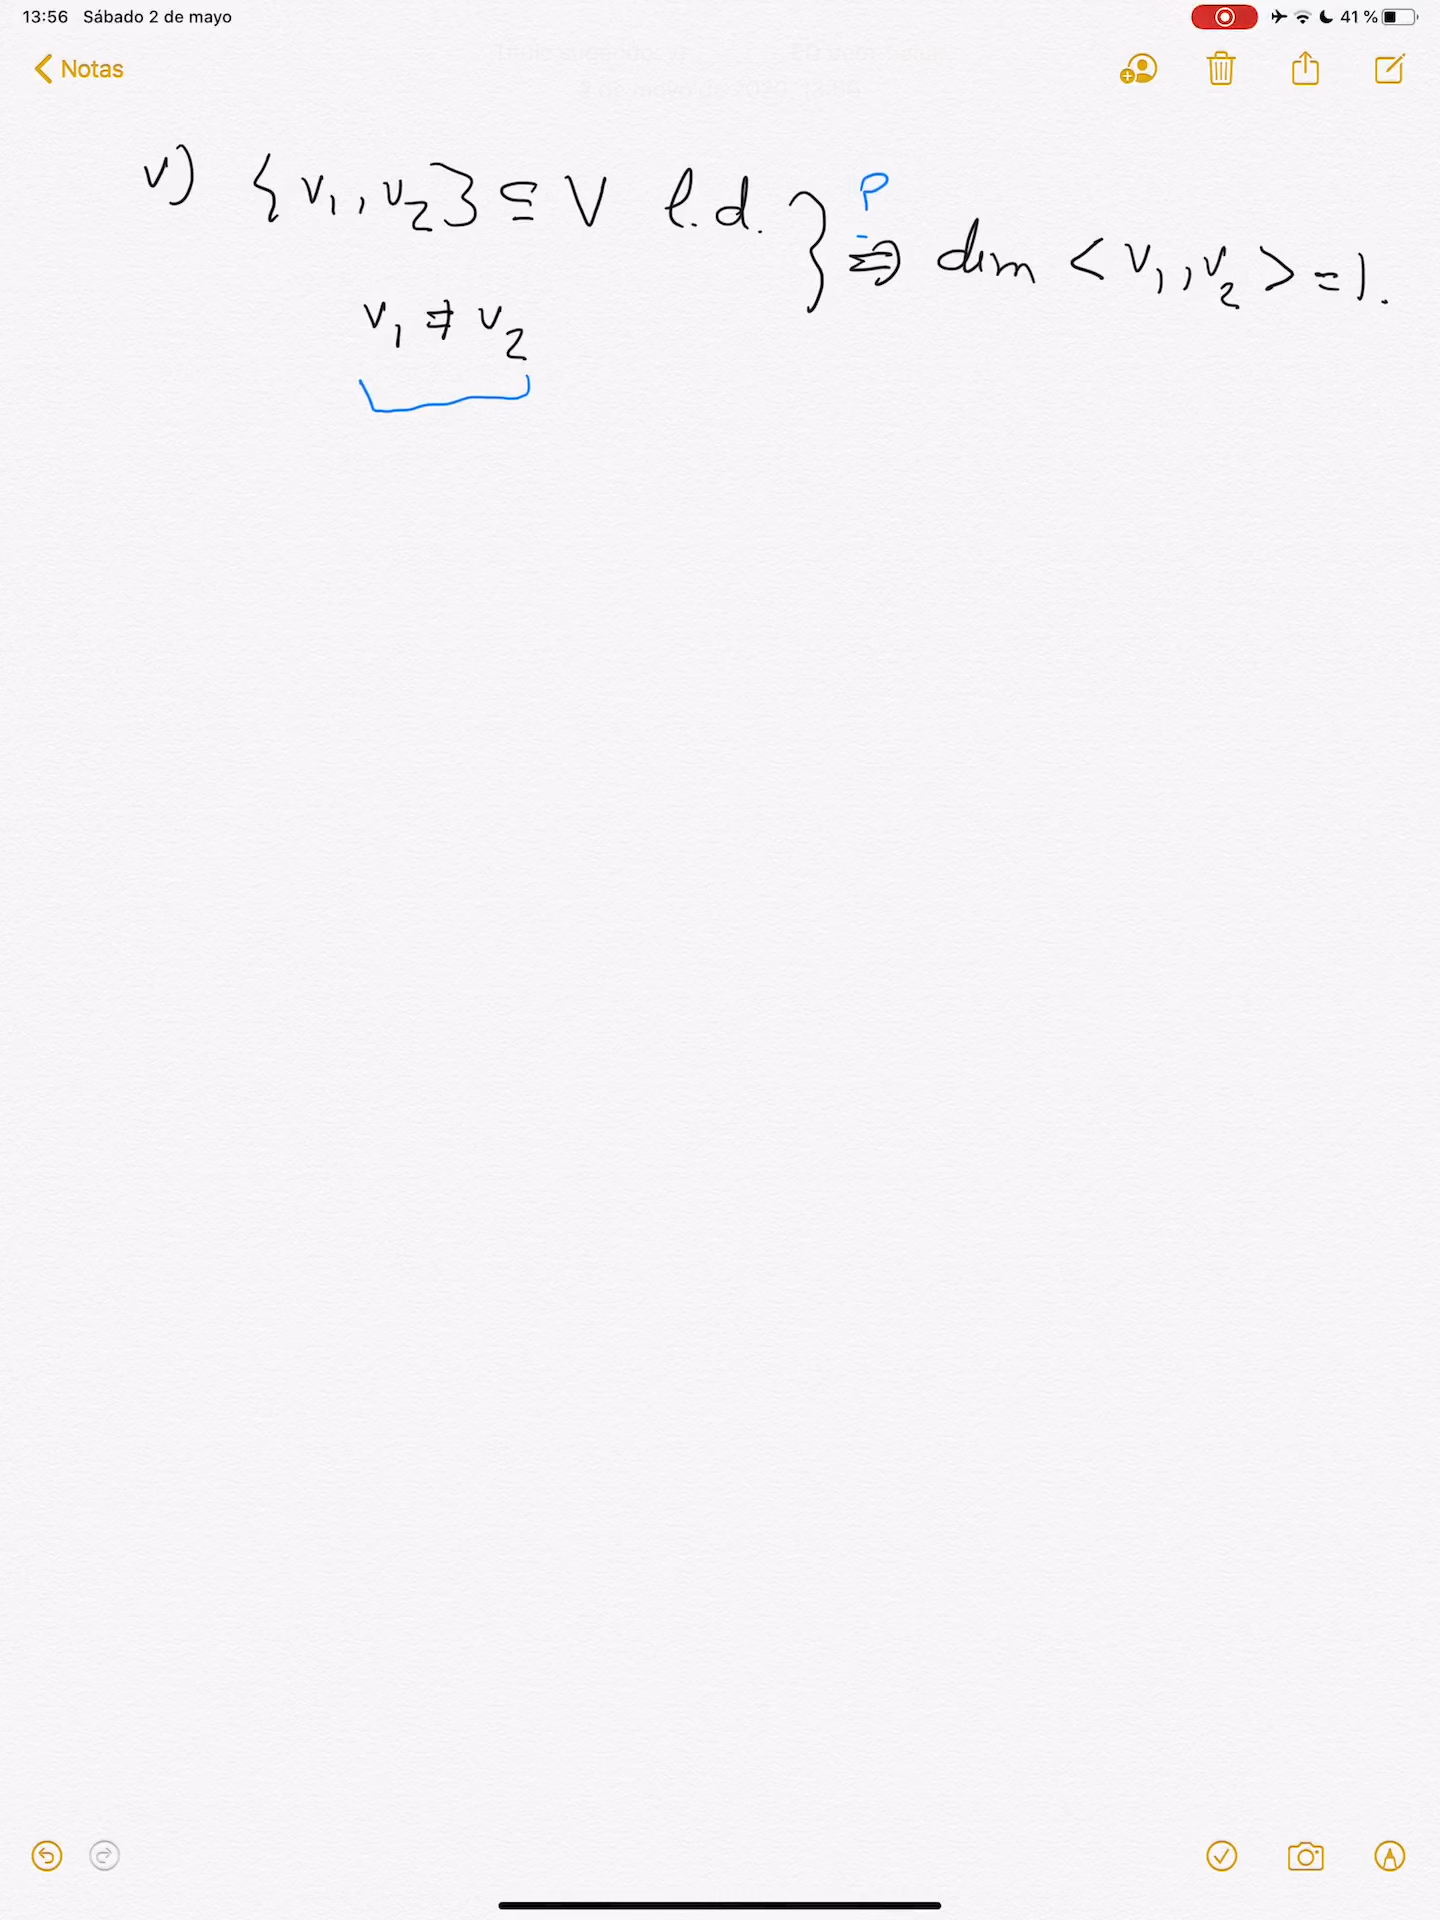 13:56 Sábado 2 de mayo 41 %
Notas
v) {v₁, v₂} ⊆ V l.d. } ?⇒ dim < v₁, v₂ > = 1.
v₁ ≠ v₂